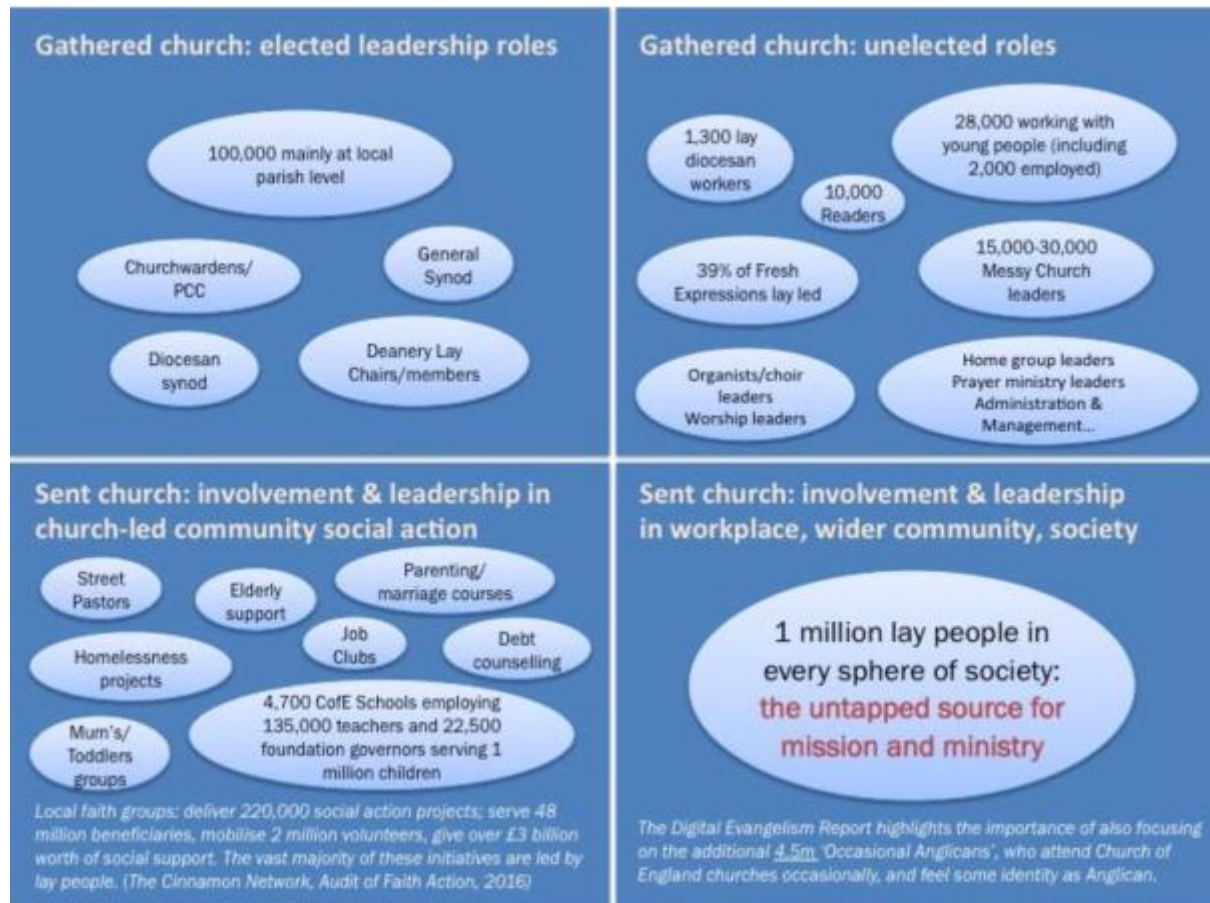 Gathered church: elected leadership roles
100,000 mainly at local
parish level
Churchwardens/
PCC
General
Synod
Diocesan
synod
Deanery Lay
Chairs/members
Gathered church: unelected roles
1,300 lay
diocesan
workers
28,000 working with
young people (including
2,000 employed)
10,000
Readers
39% of Fresh
Expressions lay led
15,000-30,000
Messy Church
leaders
Organists/choir
leaders
Worship leaders
Home group leaders
Prayer ministry leaders
Administration &
Management...
Sent church: involvement & leadership in
church-led community social action
Street
Pastors
Elderly
support
Parenting/
marriage courses
Job
Clubs
Debt
counselling
Homelessness
projects
Mum's/
Toddlers
groups
4,700 CofE Schools employing
135,000 teachers and 22,500
foundation governors serving 1
million children
Local faith groups: deliver 220,000 social action projects; serve 48
million beneficiaries, mobilise 2 million volunteers, give over £3 billion
worth of social support. The vast majority of these initiatives are led by
lay people. (The Cinnamon Network, Audit of Faith Action, 2016)
Sent church: involvement & leadership
in workplace, wider community, society
1 million lay people in
every sphere of society:
the untapped source for
mission and ministry
The Digital Evangelism Report highlights the importance of also focusing
on the additional 4.5m 'Occasional Anglicans', who attend Church of
England churches occasionally, and feel some identity as Anglican.